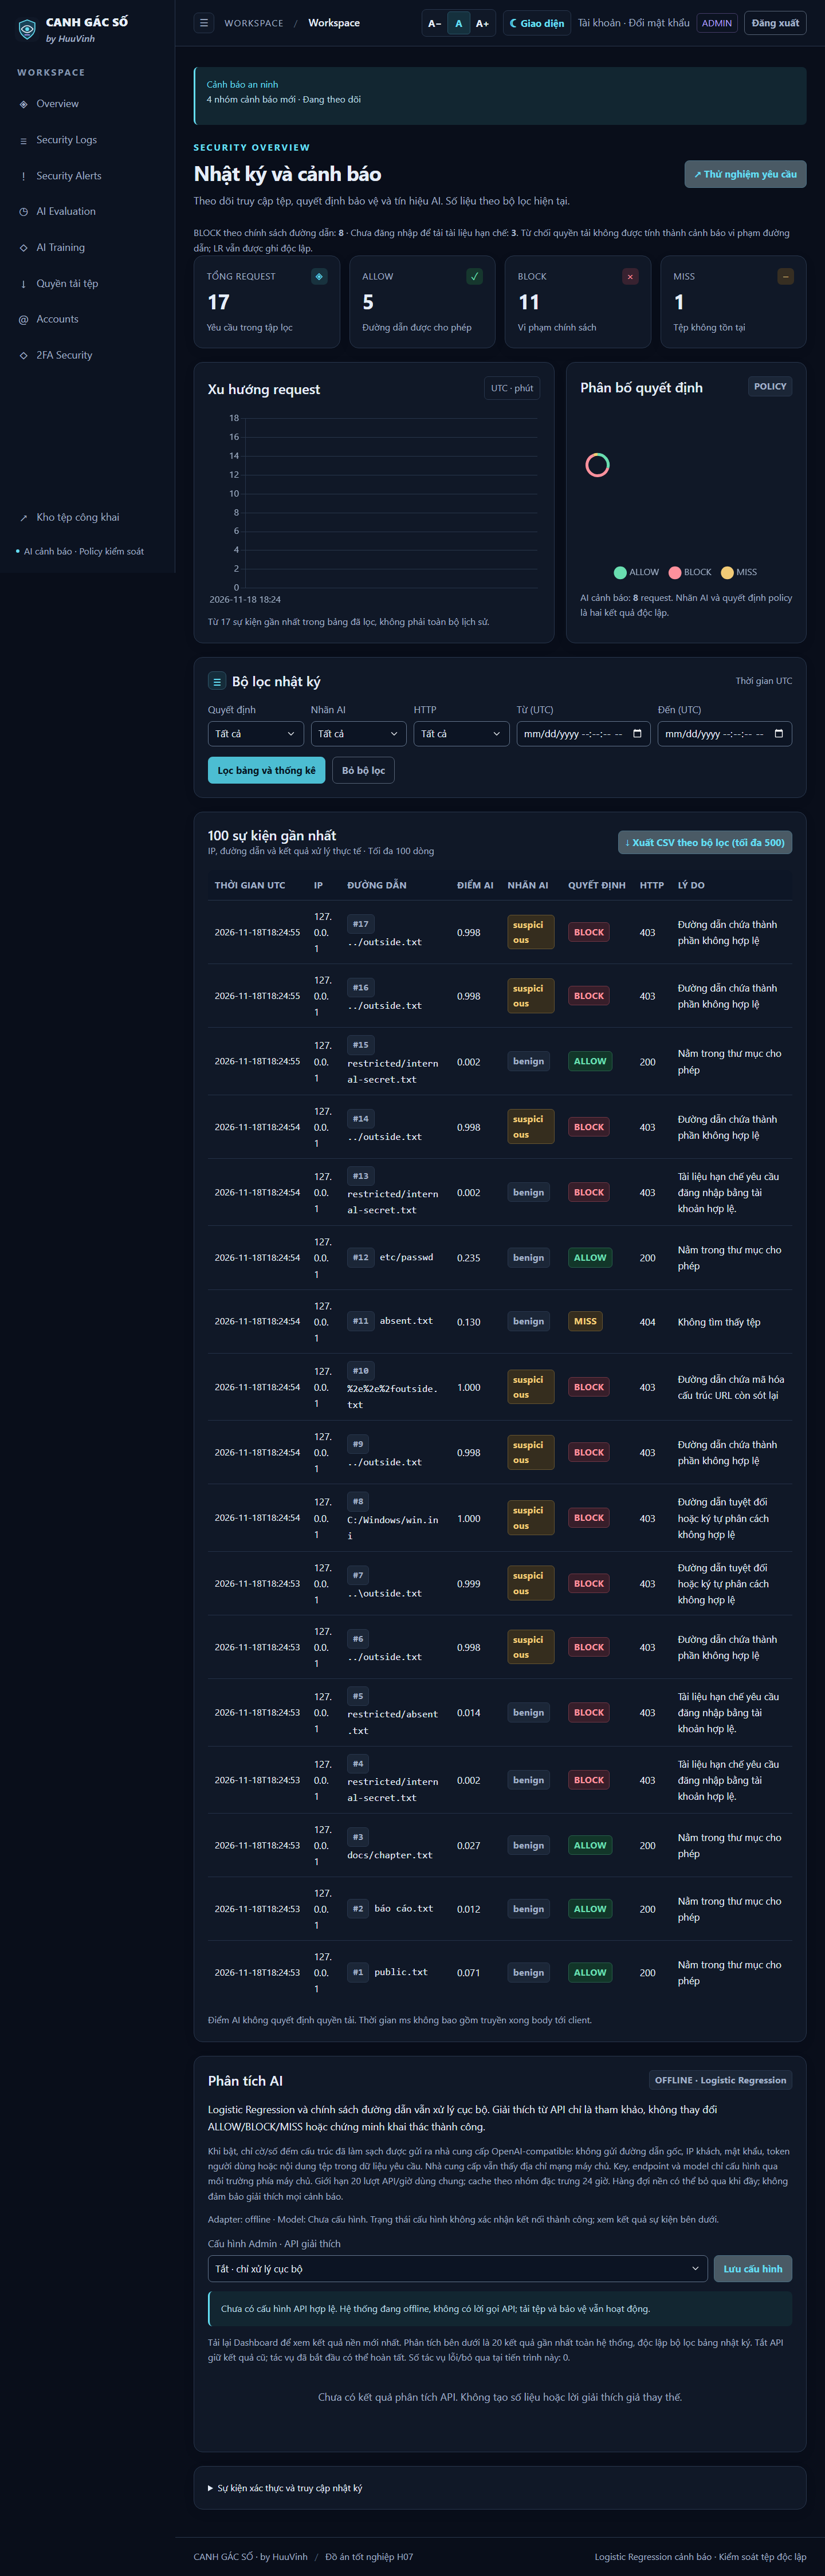 CANH GÁC SỐ
by HuuVinh
WORKSPACE
Overview
Security Logs
Security Alerts
AI Evaluation
AI Training
Quyền tải tệp
Accounts
2FA Security
Kho tệp công khai
AI cảnh báo · Policy kiểm soát
WORKSPACE / Workspace
A− A A+ Giao diện Tài khoản · Đổi mật khẩu ADMIN Đăng xuất
Cảnh báo an ninh
4 nhóm cảnh báo mới · Đang theo dõi
SECURITY OVERVIEW
Nhật ký và cảnh báo
↗ Thử nghiệm yêu cầu
Theo dõi truy cập tệp, quyết định bảo vệ và tín hiệu AI. Số liệu theo bộ lọc hiện tại.
BLOCK theo chính sách đường dẫn: 8 · Chưa đăng nhập để tải tài liệu hạn chế: 3. Từ chối quyền tải không được tính thành cảnh báo vi phạm đường
dẫn; LR vẫn được ghi độc lập.
TỔNG REQUEST
17
Yêu cầu trong tập lọc
ALLOW
5
Đường dẫn được cho phép
BLOCK
11
Vi phạm chính sách
MISS
1
Tệp không tồn tại
Xu hướng request
UTC · phút
18
16
14
12
10
8
6
4
2
0
2026-11-18 18:24
Từ 17 sự kiện gần nhất trong bảng đã lọc, không phải toàn bộ lịch sử.
Phân bố quyết định
POLICY
ALLOW BLOCK MISS
AI cảnh báo: 8 request. Nhãn AI và quyết định policy
là hai kết quả độc lập.
Bộ lọc nhật ký
Thời gian UTC
Quyết định Nhãn AI HTTP Từ (UTC) Đến (UTC)
Tất cả Tất cả Tất cả mm/dd/yyyy --:--:-- -- mm/dd/yyyy --:--:-- --
Lọc bảng và thống kê Bỏ bộ lọc
100 sự kiện gần nhất
IP, đường dẫn và kết quả xử lý thực tế · Tối đa 100 dòng
↓ Xuất CSV theo bộ lọc (tối đa 500)
THỜI GIAN UTC IP ĐƯỜNG DẪN ĐIỂM AI NHÃN AI QUYẾT ĐỊNH HTTP LÝ DO
2026-11-18T18:24:55 127.0.0.1 #17 ../outside.txt 0.998 suspicious BLOCK 403 Đường dẫn chứa thành phần không hợp lệ
2026-11-18T18:24:55 127.0.0.1 #16 ../outside.txt 0.998 suspicious BLOCK 403 Đường dẫn chứa thành phần không hợp lệ
2026-11-18T18:24:55 127.0.0.1 #15 restricted/internal-secret.txt 0.002 benign ALLOW 200 Nằm trong thư mục cho phép
2026-11-18T18:24:54 127.0.0.1 #14 ../outside.txt 0.998 suspicious BLOCK 403 Đường dẫn chứa thành phần không hợp lệ
2026-11-18T18:24:54 127.0.0.1 #13 restricted/internal-secret.txt 0.002 benign BLOCK 403 Tài liệu hạn chế yêu cầu đăng nhập bằng tài khoản hợp lệ.
2026-11-18T18:24:54 127.0.0.1 #12 etc/passwd 0.235 benign ALLOW 200 Nằm trong thư mục cho phép
2026-11-18T18:24:54 127.0.0.1 #11 absent.txt 0.130 benign MISS 404 Không tìm thấy tệp
2026-11-18T18:24:54 127.0.0.1 #10 %2e%2e%2foutside.txt 1.000 suspicious BLOCK 403 Đường dẫn chứa mã hóa cấu trúc URL còn sót lại
2026-11-18T18:24:54 127.0.0.1 #9 ../outside.txt 0.998 suspicious BLOCK 403 Đường dẫn chứa thành phần không hợp lệ
2026-11-18T18:24:54 127.0.0.1 #8 C:/Windows/win.ini 1.000 suspicious BLOCK 403 Đường dẫn tuyệt đối hoặc ký tự phân cách không hợp lệ
2026-11-18T18:24:53 127.0.0.1 #7 ..\outside.txt 0.999 suspicious BLOCK 403 Đường dẫn tuyệt đối hoặc ký tự phân cách không hợp lệ
2026-11-18T18:24:53 127.0.0.1 #6 ../outside.txt 0.998 suspicious BLOCK 403 Đường dẫn chứa thành phần không hợp lệ
2026-11-18T18:24:53 127.0.0.1 #5 restricted/absent.txt 0.014 benign BLOCK 403 Tài liệu hạn chế yêu cầu đăng nhập bằng tài khoản hợp lệ.
2026-11-18T18:24:53 127.0.0.1 #4 restricted/internal-secret.txt 0.002 benign BLOCK 403 Tài liệu hạn chế yêu cầu đăng nhập bằng tài khoản hợp lệ.
2026-11-18T18:24:53 127.0.0.1 #3 docs/chapter.txt 0.027 benign ALLOW 200 Nằm trong thư mục cho phép
2026-11-18T18:24:53 127.0.0.1 #2 báo cáo.txt 0.012 benign ALLOW 200 Nằm trong thư mục cho phép
2026-11-18T18:24:53 127.0.0.1 #1 public.txt 0.071 benign ALLOW 200 Nằm trong thư mục cho phép
Điểm AI không quyết định quyền tải. Thời gian ms không bao gồm truyền xong body tới client.
Phân tích AI
OFFLINE · Logistic Regression
Logistic Regression và chính sách đường dẫn vẫn xử lý cục bộ. Giải thích từ API chỉ là tham khảo, không thay đổi
ALLOW/BLOCK/MISS hoặc chứng minh khai thác thành công.
Khi bật, chỉ cờ/số đếm cấu trúc đã làm sạch được gửi ra nhà cung cấp OpenAI-compatible: không gửi đường dẫn gốc, IP khách, mật khẩu, token
người dùng hoặc nội dung tệp trong dữ liệu yêu cầu. Nhà cung cấp vẫn thấy địa chỉ mạng máy chủ. Key, endpoint và model chỉ cấu hình qua
môi trường phía máy chủ. Giới hạn 20 lượt API/giờ dùng chung; cache theo nhóm đặc trưng 24 giờ. Hàng đợi nền có thể bỏ qua khi đầy; không
đảm bảo giải thích mọi cảnh báo.
Adapter: offline · Model: Chưa cấu hình. Trạng thái cấu hình không xác nhận kết nối thành công; xem kết quả sự kiện bên dưới.
Cấu hình Admin · API giải thích
Tắt · chỉ xử lý cục bộ
Lưu cấu hình
Chưa có cấu hình API hợp lệ. Hệ thống đang offline, không có lời gọi API; tải tệp và bảo vệ vẫn hoạt động.
Tải lại Dashboard để xem kết quả nền mới nhất. Phân tích bên dưới là 20 kết quả gần nhất toàn hệ thống, độc lập bộ lọc bảng nhật ký. Tắt API
giữ kết quả cũ; tác vụ đã bắt đầu có thể hoàn tất. Số tác vụ lỗi/bỏ qua tại tiến trình này: 0.
Chưa có kết quả phân tích API. Không tạo số liệu hoặc lời giải thích giả thay thế.
Sự kiện xác thực và truy cập nhật ký
CANH GÁC SỐ · by HuuVinh / Đồ án tốt nghiệp H07
Logistic Regression cảnh báo · Kiểm soát tệp độc lập